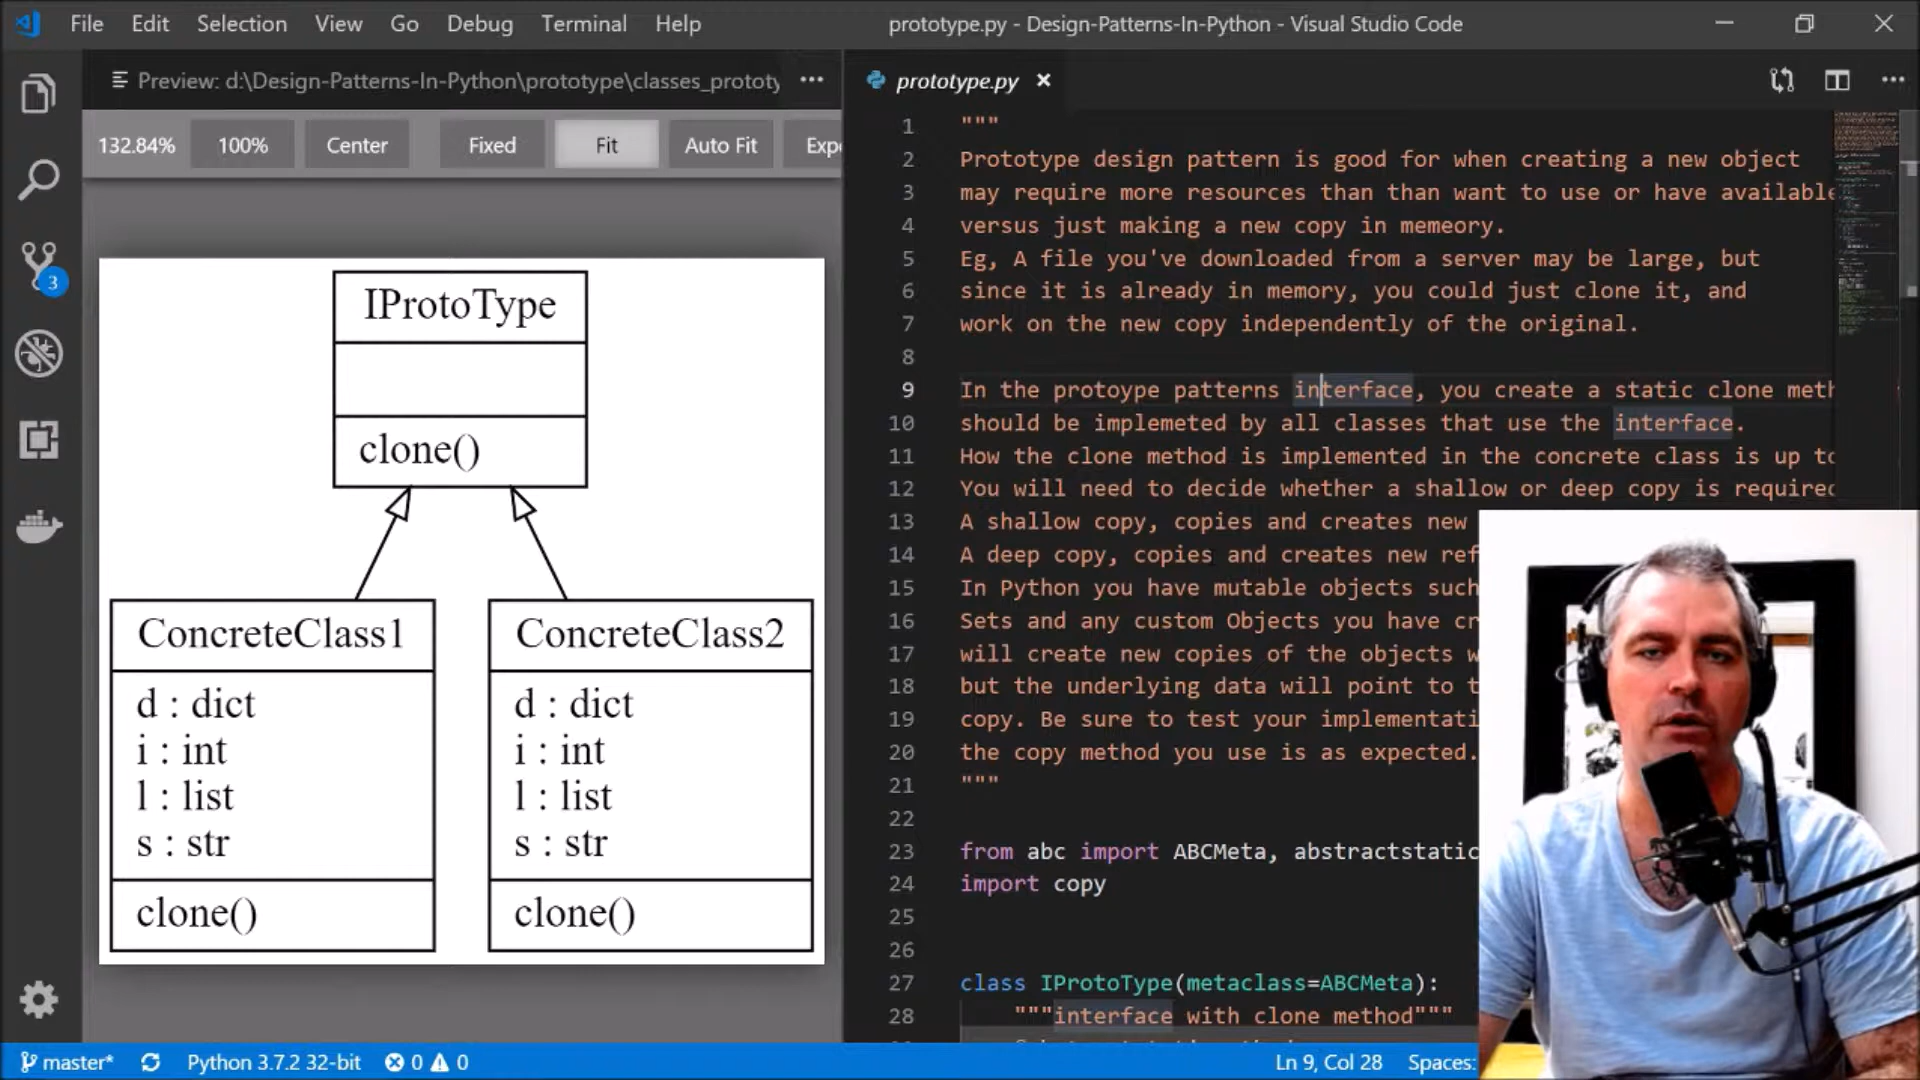 File Edit Selection View Go Debug Terminal Help
prototype.py - Design-Patterns-In-Python - Visual Studio Code
Preview: d:\Design-Patterns-In-Python\prototype\classes_prototy ...
132.84% 100% Center Fixed Fit Auto Fit Expo
3
IProtoType
clone()
ConcreteClass1
d : dict
i : int
l : list
s : str
clone()
ConcreteClass2
d : dict
i : int
l : list
s : str
clone()
prototype.py
1 """
2 Prototype design pattern is good for when creating a new object
3 may require more resources than than want to use or have available
4 versus just making a new copy in memeory.
5 Eg, A file you've downloaded from a server may be large, but
6 since it is already in memory, you could just clone it, and
7 work on the new copy independently of the original.
8
9 In the protoype patterns interface, you create a static clone meth
10 should be implemeted by all classes that use the interface.
11 How the clone method is implemented in the concrete class is up to
12 You will need to decide whether a shallow or deep copy is required
13 A shallow copy, copies and creates new
14 A deep copy, copies and creates new ref
15 In Python you have mutable objects such
16 Sets and any custom Objects you have cr
17 will create new copies of the objects w
18 but the underlying data will point to t
19 copy. Be sure to test your implementati
20 the copy method you use is as expected.
21 """
22
23 from abc import ABCMeta, abstractstatic
24 import copy
25
26
27 class IProtoType(metaclass=ABCMeta):
28 """interface with clone method"""
master* Python 3.7.2 32-bit 0 0 Ln 9, Col 28 Spaces: